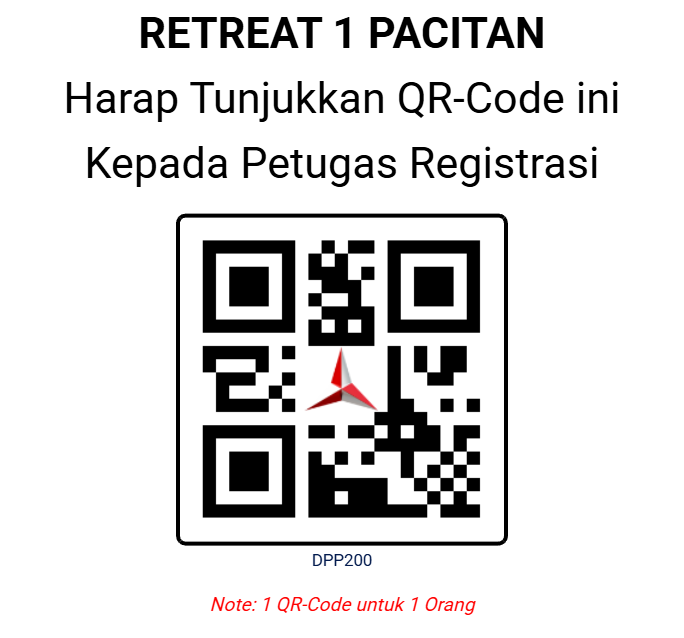 RETREAT 1 PACITAN
Harap Tunjukkan QR-Code ini
Kepada Petugas Registrasi
DPP200
Note: 1 QR-Code untuk 1 Orang